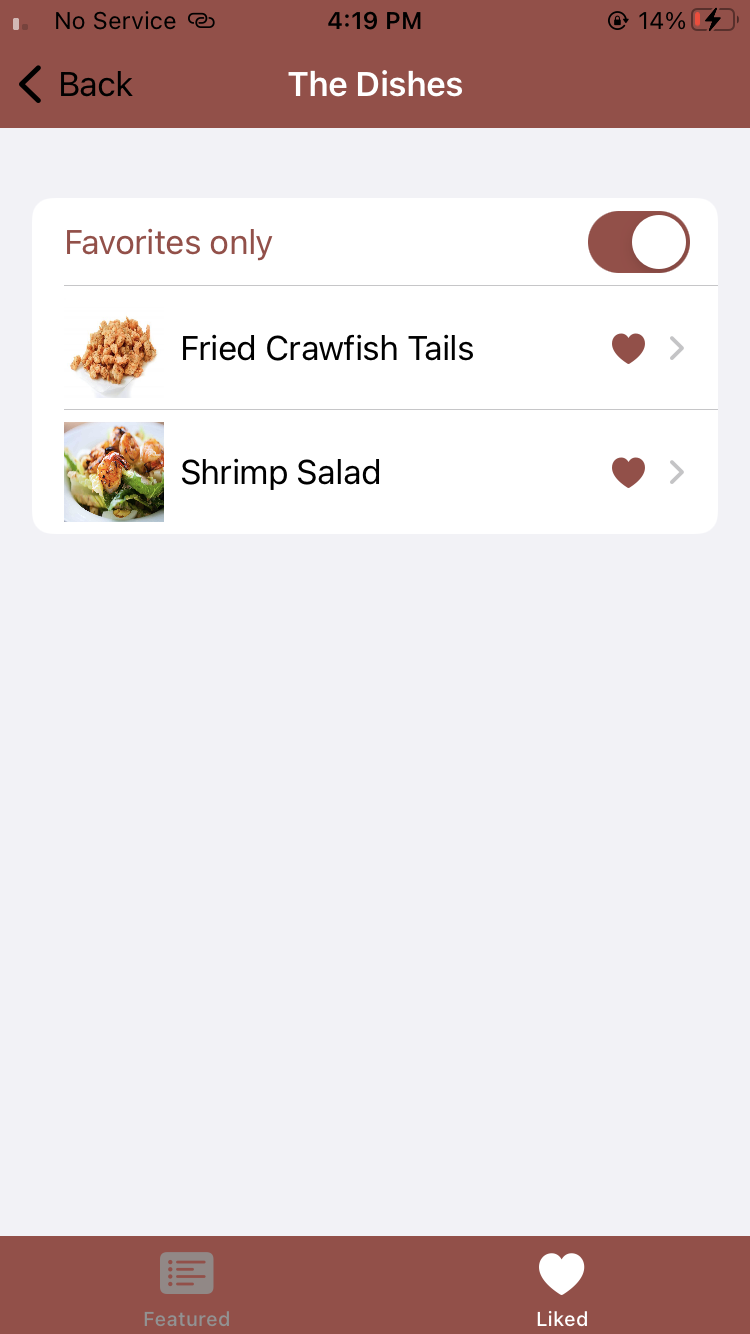 No Service 4:19 PM 14%
Back The Dishes
Favorites only
Fried Crawfish Tails
Shrimp Salad
Featured Liked